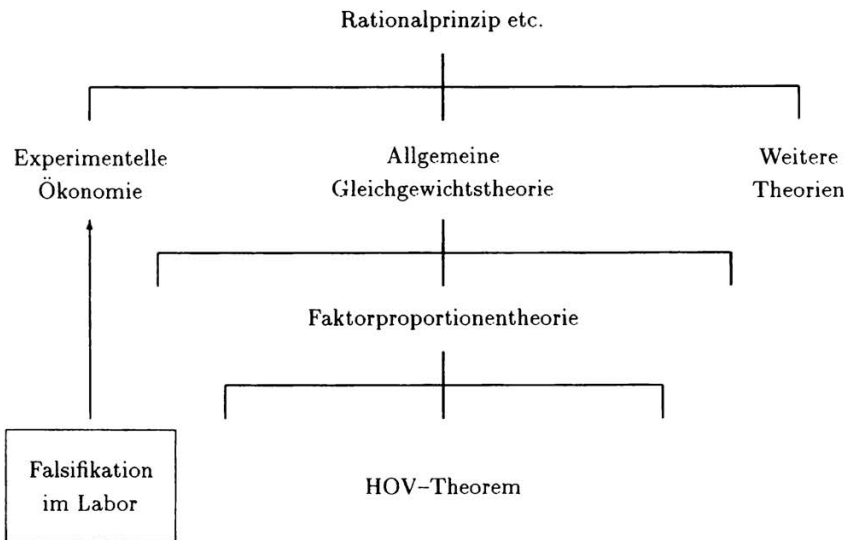 Rationalprinzip etc.
Experimentelle
Ökonomie
Allgemeine
Gleichgewichtstheorie
Weitere
Theorien
Faktorproportionentheorie
Falsifikation
im Labor
HOV–Theorem